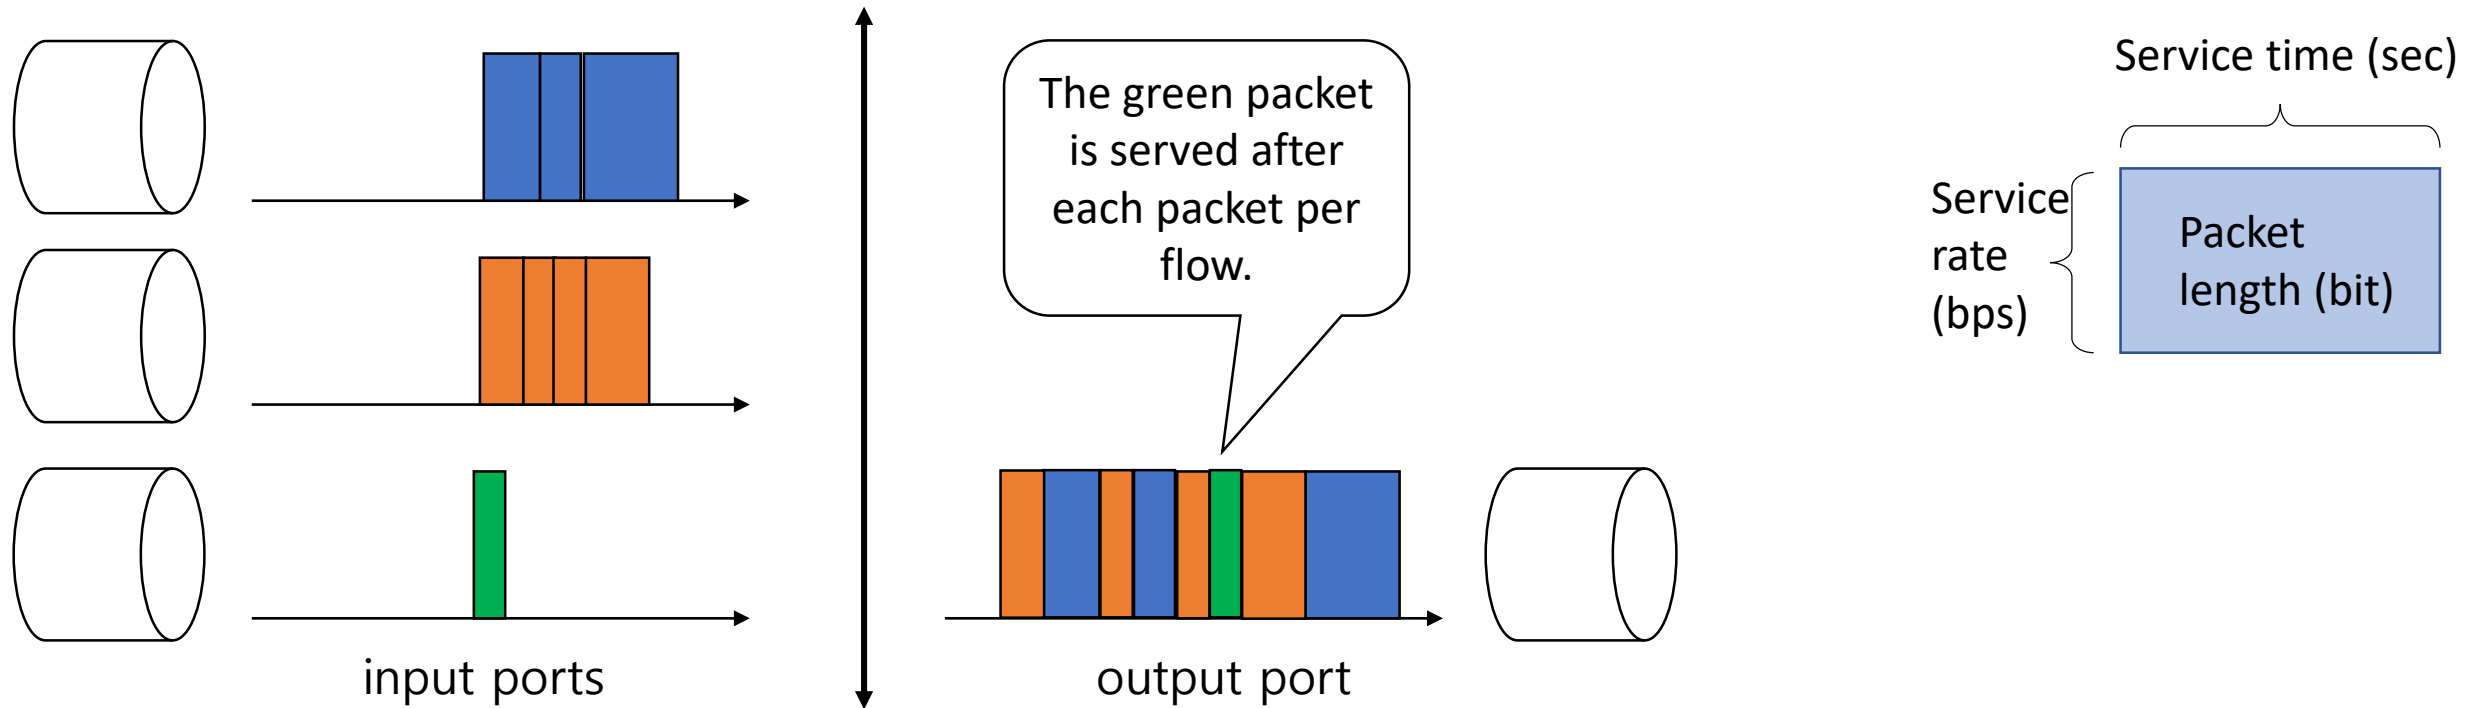 The green packet
is served after
each packet per
flow.
Service time (sec)
Service
rate
(bps)
Packet
length (bit)
input ports
output port